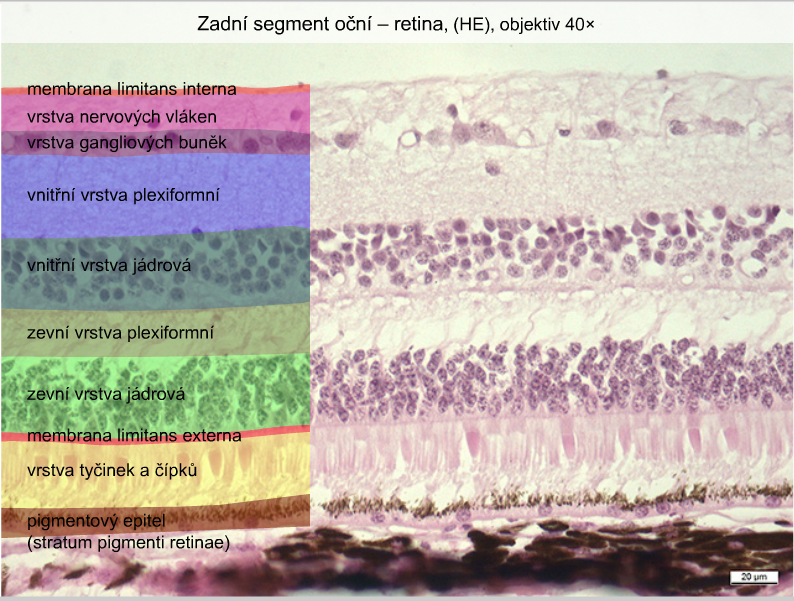 Zadní segment oční – retina, (HE), objektiv 40×
membrana limitans interna
vrstva nervových vláken
vrstva gangliových buněk
vnitřní vrstva plexiformní
vnitřní vrstva jádrová
zevní vrstva plexiformní
zevní vrstva jádrová
membrana limitans externa
vrstva tyčinek a čípků
pigmentový epitel
(stratum pigmenti retinae)
20 µm